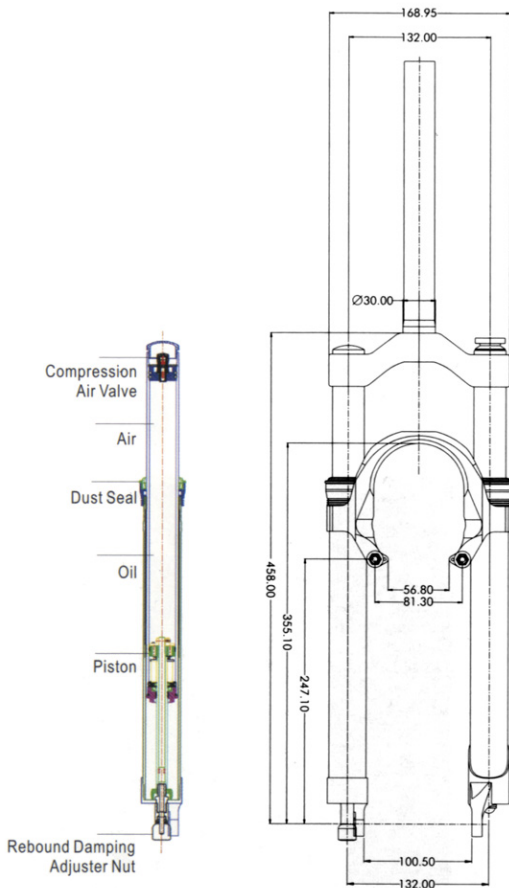 168.95
132.00
Ø30.00
Compression
Air Valve
Air
Dust Seal
Oil
Piston
Rebound Damping
Adjuster Nut
458.00
355.10
247.10
56.80
81.30
100.50
132.00